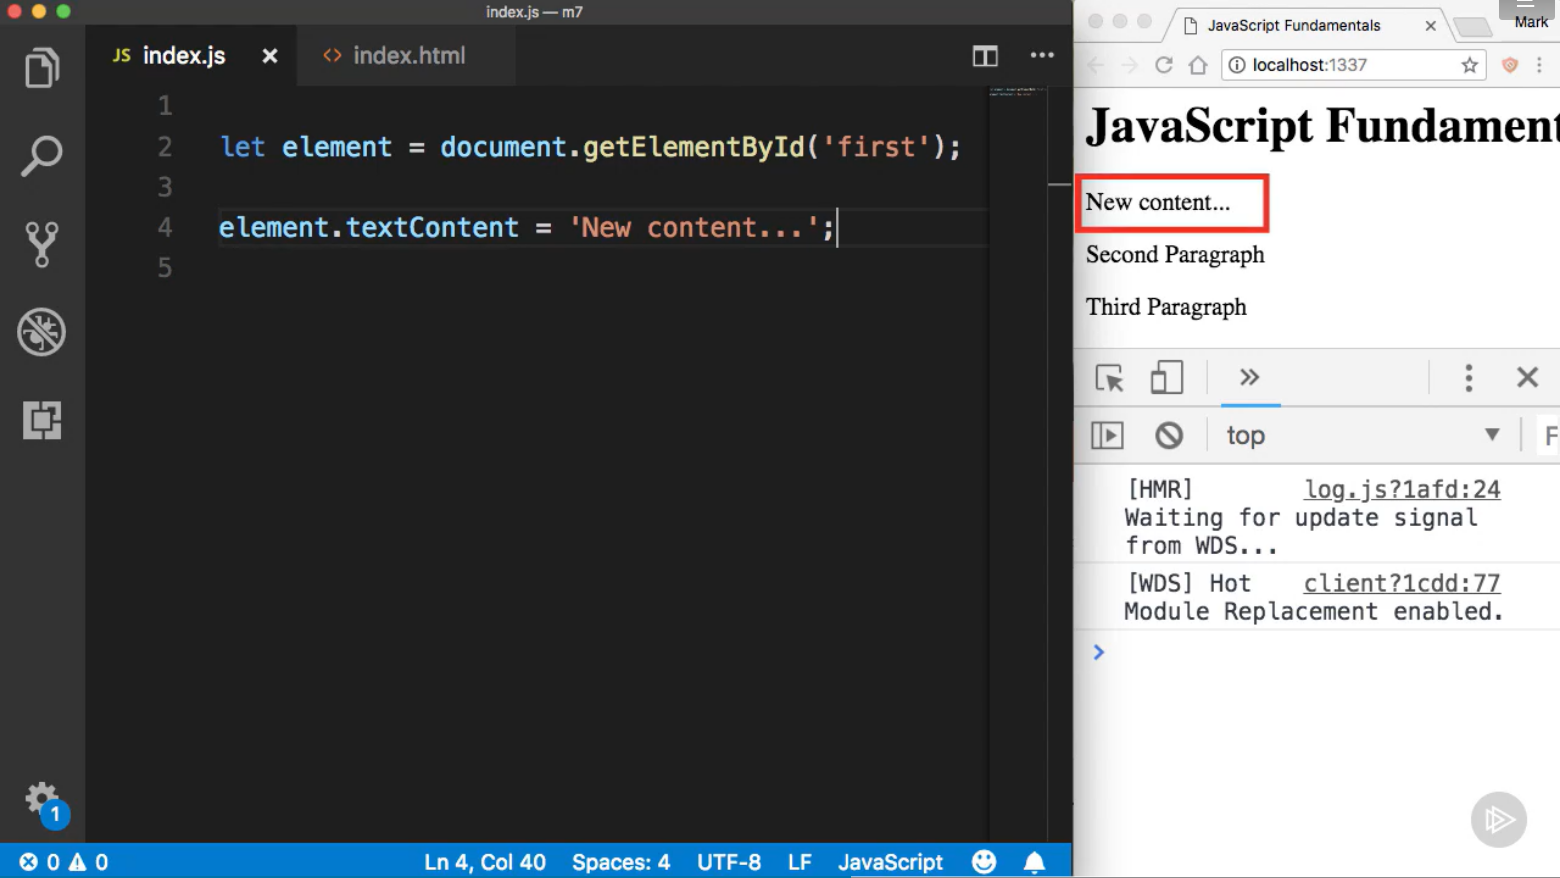 index.js — m7
JS index.js × <> index.html ...
1
2 let element = document.getElementById('first');
3
4 element.textContent = 'New content...';
5
1
0 0 Ln 4, Col 40 Spaces: 4 UTF-8 LF JavaScript
JavaScript Fundamentals × Mark
localhost:1337
JavaScript Fundament
New content...
Second Paragraph
Third Paragraph
top F
[HMR] log.js?1afd:24
Waiting for update signal
from WDS...
[WDS] Hot client?1cdd:77
Module Replacement enabled.
>